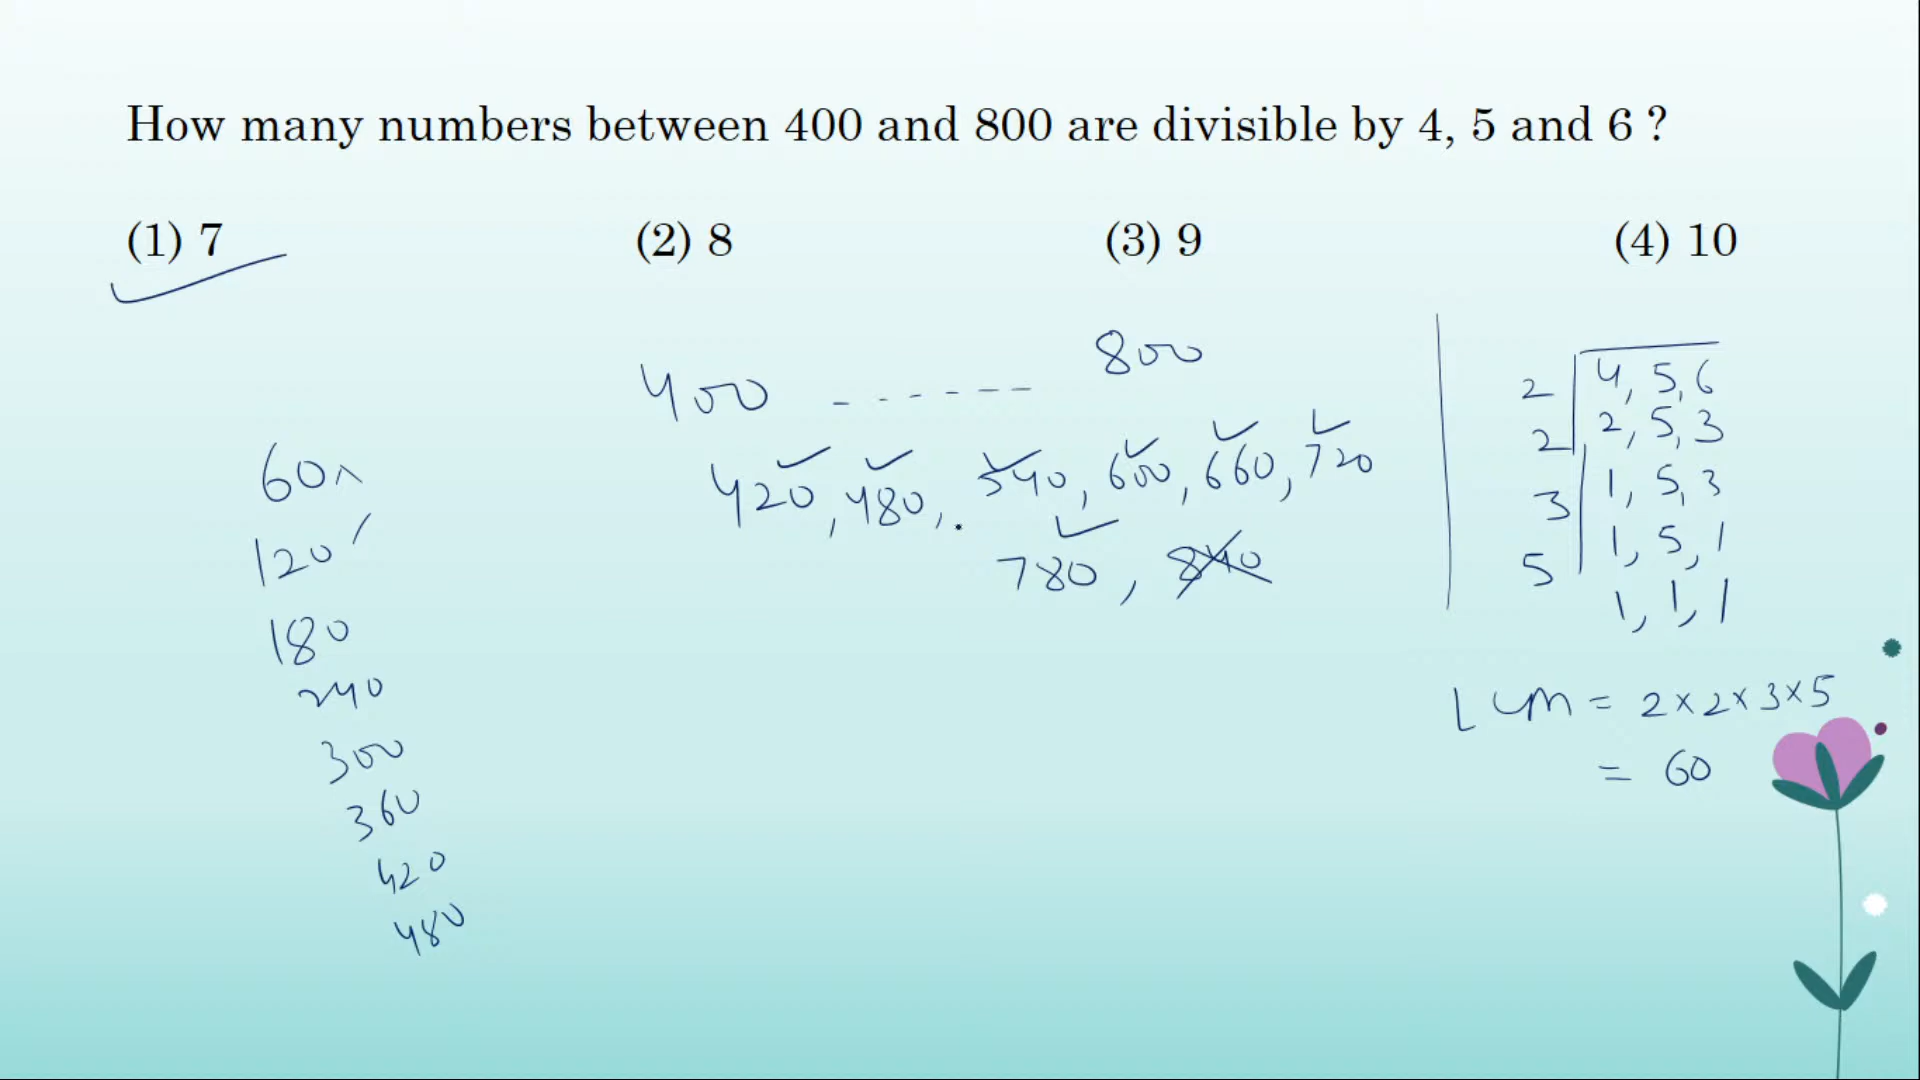 How many numbers between 400 and 800 are divisible by 4, 5 and 6 ?
(1) 7 (2) 8 (3) 9 (4) 10
400 - - - - - - 800
420, 480, 540, 600, 660, 720
780, 840
60
120
180
240
300
360
420
480
2 4, 5, 6
2 2, 5, 3
3 1, 5, 3
5 1, 5, 1
1, 1, 1
LCM = 2 × 2 × 3 × 5
= 60